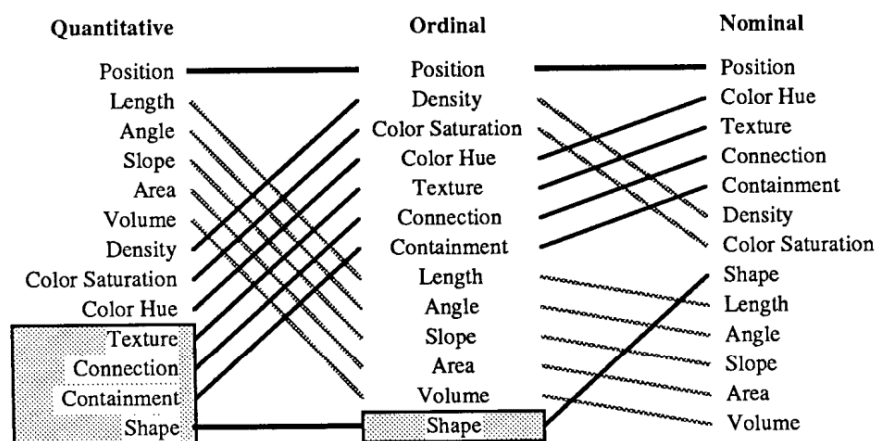 Quantitative
Position
Length
Angle
Slope
Area
Volume
Density
Color Saturation
Color Hue
Texture
Connection
Containment
Shape
Ordinal
Position
Density
Color Saturation
Color Hue
Texture
Connection
Containment
Length
Angle
Slope
Area
Volume
Shape
Nominal
Position
Color Hue
Texture
Connection
Containment
Density
Color Saturation
Shape
Length
Angle
Slope
Area
Volume